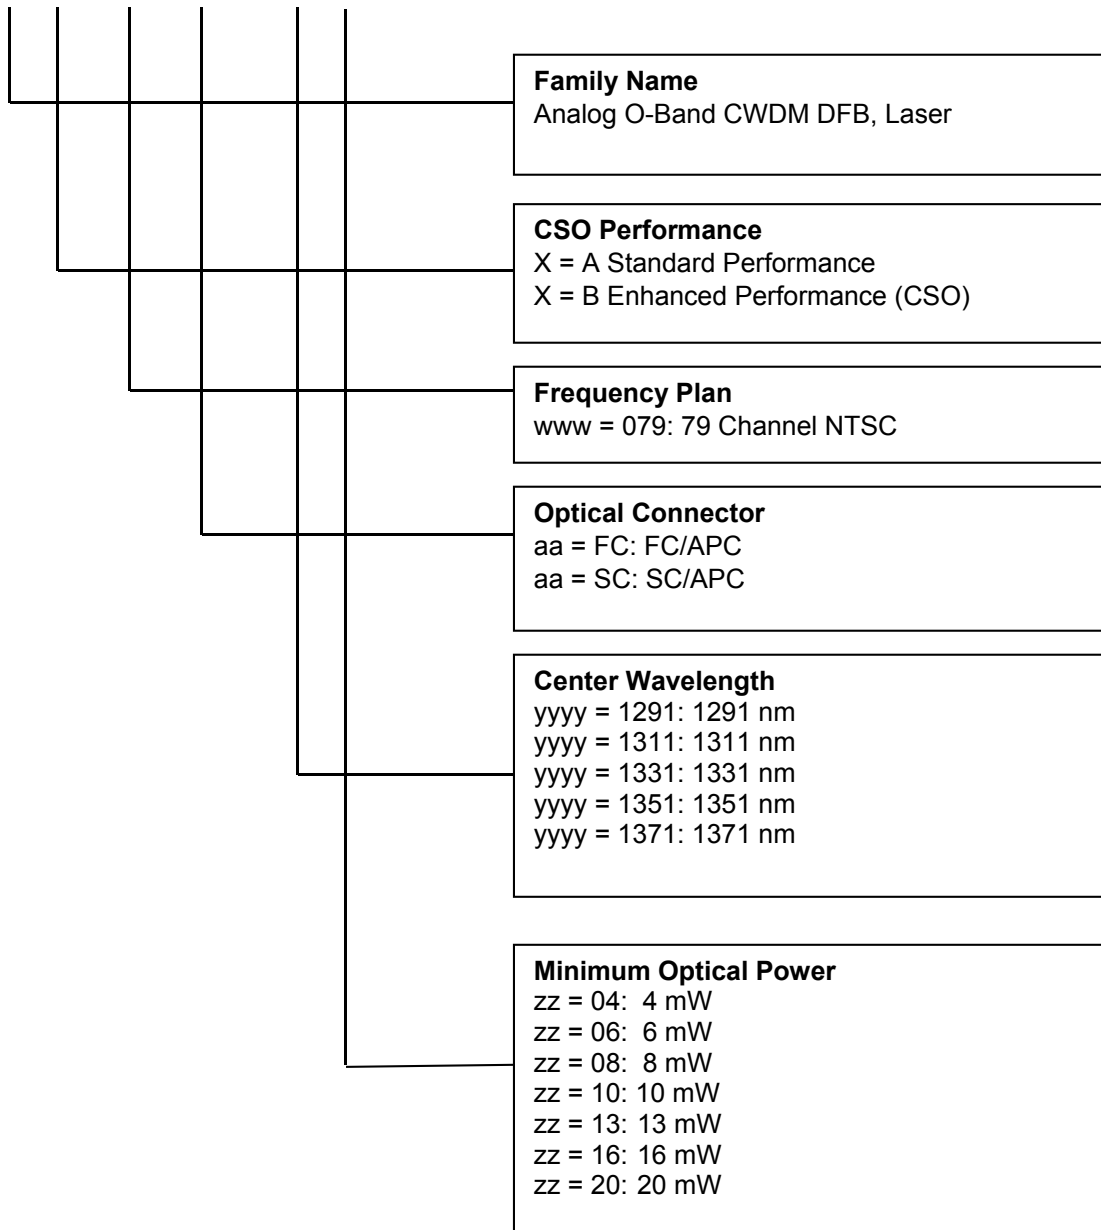 Family Name
Analog O-Band CWDM DFB, Laser
CSO Performance
X = A Standard Performance
X = B Enhanced Performance (CSO)
Frequency Plan
www = 079: 79 Channel NTSC
Optical Connector
aa = FC: FC/APC
aa = SC: SC/APC
Center Wavelength
yyyy = 1291: 1291 nm
yyyy = 1311: 1311 nm
yyyy = 1331: 1331 nm
yyyy = 1351: 1351 nm
yyyy = 1371: 1371 nm
Minimum Optical Power
zz = 04: 4 mW
zz = 06: 6 mW
zz = 08: 8 mW
zz = 10: 10 mW
zz = 13: 13 mW
zz = 16: 16 mW
zz = 20: 20 mW